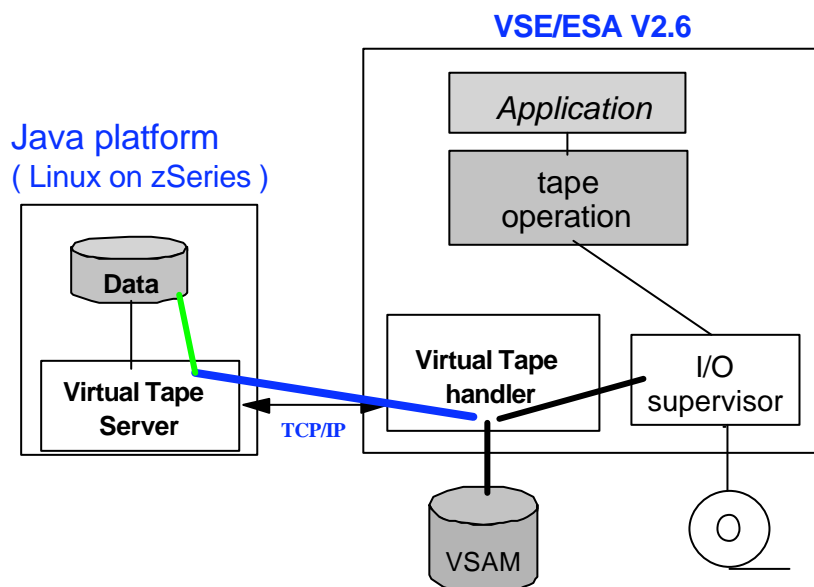 VSE/ESA V2.6
Application
Java platform
( Linux on zSeries )
tape
operation
Data
Virtual Tape
Server
TCP/IP
Virtual Tape
handler
I/O
supervisor
VSAM